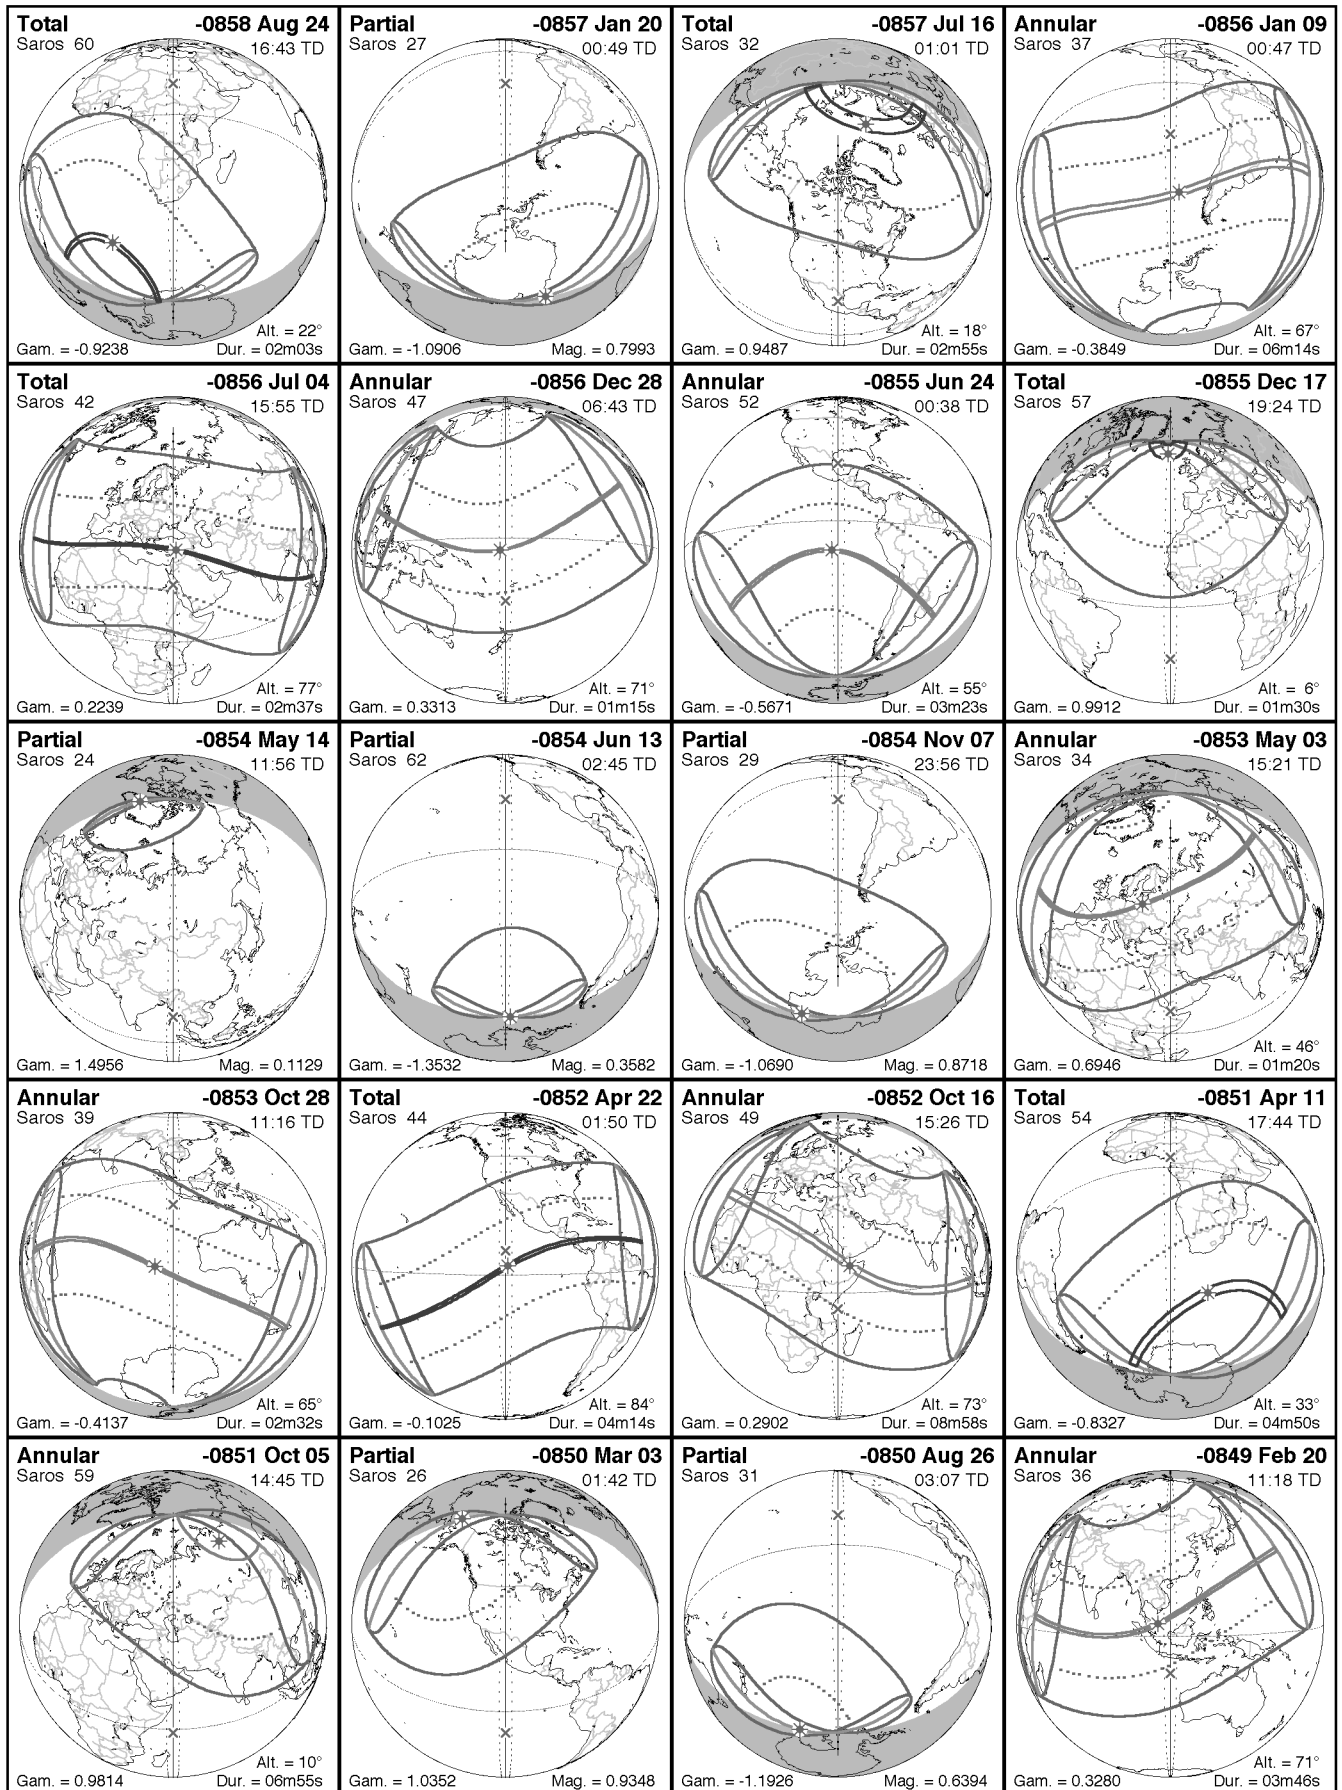 Total -0858 Aug 24
Saros 60 16:43 TD
Alt. = 22°
Gam. = -0.9238 Dur. = 02m03s
Partial -0857 Jan 20
Saros 27 00:49 TD
Gam. = -1.0906 Mag. = 0.7993
Total -0857 Jul 16
Saros 32 01:01 TD
Alt. = 18°
Gam. = 0.9487 Dur. = 02m55s
Annular -0856 Jan 09
Saros 37 00:47 TD
Alt. = 67°
Gam. = -0.3849 Dur. = 06m14s
Total -0856 Jul 04
Saros 42 15:55 TD
Alt. = 77°
Gam. = 0.2239 Dur. = 02m37s
Annular -0856 Dec 28
Saros 47 06:43 TD
Alt. = 71°
Gam. = 0.3313 Dur. = 01m15s
Annular -0855 Jun 24
Saros 52 00:38 TD
Alt. = 55°
Gam. = -0.5671 Dur. = 03m23s
Total -0855 Dec 17
Saros 57 19:24 TD
Alt. = 6°
Gam. = 0.9912 Dur. = 01m30s
Partial -0854 May 14
Saros 24 11:56 TD
Gam. = 1.4956 Mag. = 0.1129
Partial -0854 Jun 13
Saros 62 02:45 TD
Gam. = -1.3532 Mag. = 0.3582
Partial -0854 Nov 07
Saros 29 23:56 TD
Gam. = -1.0690 Mag. = 0.8718
Annular -0853 May 03
Saros 34 15:21 TD
Alt. = 46°
Gam. = 0.6946 Dur. = 01m20s
Annular -0853 Oct 28
Saros 39 11:16 TD
Alt. = 65°
Gam. = -0.4137 Dur. = 02m32s
Total -0852 Apr 22
Saros 44 01:50 TD
Alt. = 84°
Gam. = -0.1025 Dur. = 04m14s
Annular -0852 Oct 16
Saros 49 15:26 TD
Alt. = 73°
Gam. = 0.2902 Dur. = 08m58s
Total -0851 Apr 11
Saros 54 17:44 TD
Alt. = 33°
Gam. = -0.8327 Dur. = 04m50s
Annular -0851 Oct 05
Saros 59 14:45 TD
Alt. = 10°
Gam. = 0.9814 Dur. = 06m55s
Partial -0850 Mar 03
Saros 26 01:42 TD
Gam. = 1.0352 Mag. = 0.9348
Partial -0850 Aug 26
Saros 31 03:07 TD
Gam. = -1.1926 Mag. = 0.6394
Annular -0849 Feb 20
Saros 36 11:18 TD
Alt. = 71°
Gam. = 0.3280 Dur. = 03m46s